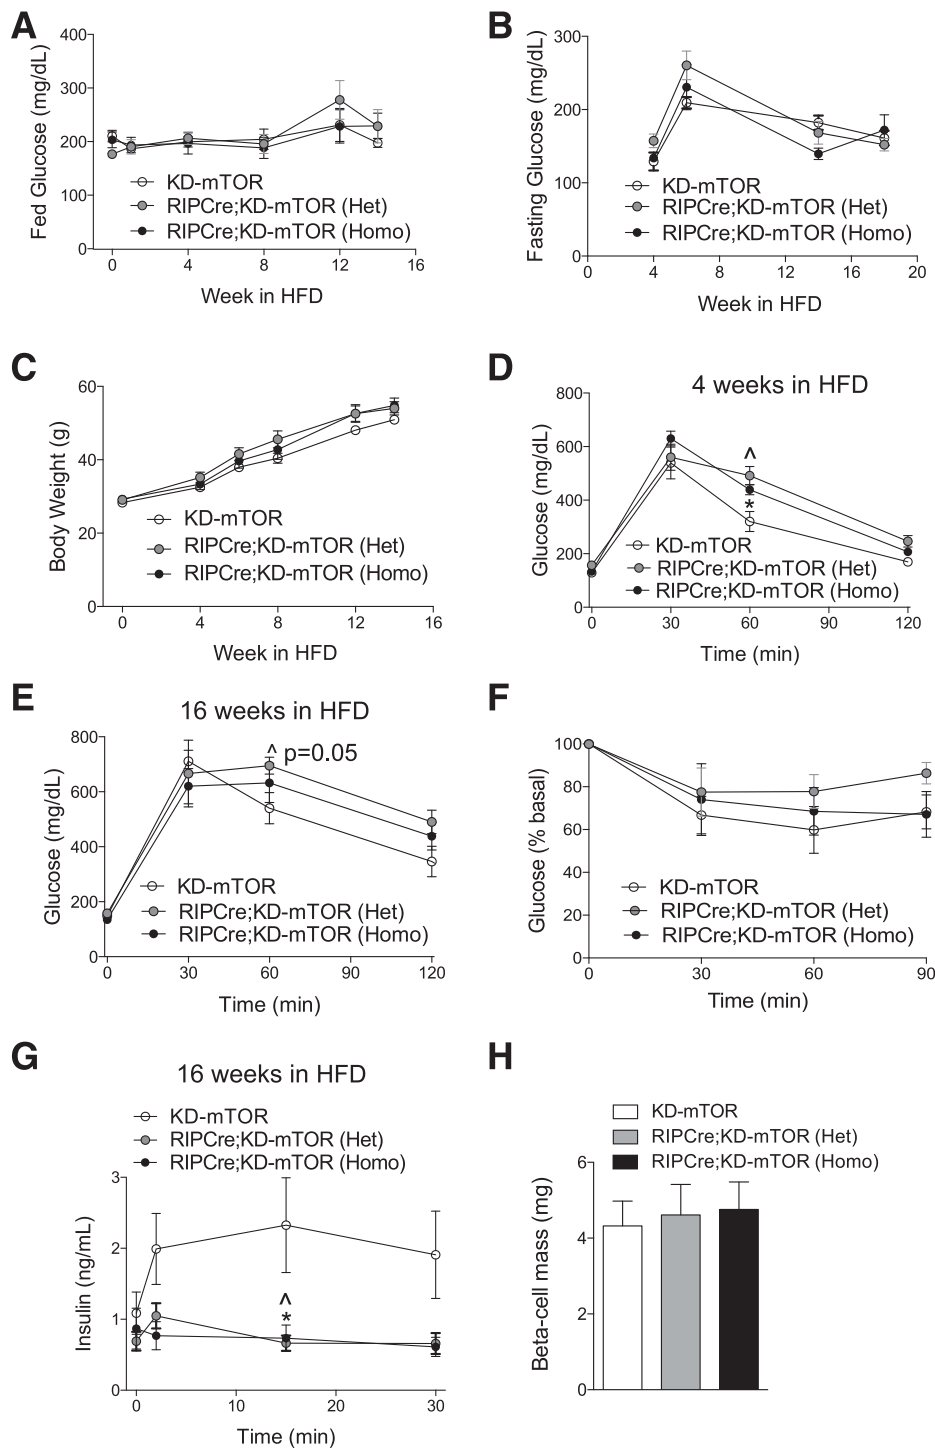 A
400
300
200
100
0
Fed Glucose (mg/dL)
KD-mTOR
RIPCre;KD-mTOR (Het)
RIPCre;KD-mTOR (Homo)
0 4 8 12 16
Week in HFD
B
300
200
100
0
Fasting Glucose (mg/dL)
KD-mTOR
RIPCre;KD-mTOR (Het)
RIPCre;KD-mTOR (Homo)
0 4 8 12 16 20
Week in HFD
C
60
40
20
0
Body Weight (g)
KD-mTOR
RIPCre;KD-mTOR (Het)
RIPCre;KD-mTOR (Homo)
0 4 8 12 16
Week in HFD
D
4 weeks in HFD
800
600
400
200
0
Glucose (mg/dL)
^
*
KD-mTOR
RIPCre;KD-mTOR (Het)
RIPCre;KD-mTOR (Homo)
0 30 60 90 120
Time (min)
E
16 weeks in HFD
800
600
400
200
0
Glucose (mg/dL)
^ p=0.05
KD-mTOR
RIPCre;KD-mTOR (Het)
RIPCre;KD-mTOR (Homo)
0 30 60 90 120
Time (min)
F
100
80
60
40
20
0
Glucose (% basal)
KD-mTOR
RIPCre;KD-mTOR (Het)
RIPCre;KD-mTOR (Homo)
0 30 60 90
Time (min)
G
16 weeks in HFD
KD-mTOR
RIPCre;KD-mTOR (Het)
RIPCre;KD-mTOR (Homo)
3
2
1
0
Insulin (ng/mL)
^
*
0 10 20 30
Time (min)
H
KD-mTOR
RIPCre;KD-mTOR (Het)
RIPCre;KD-mTOR (Homo)
6
4
2
0
Beta-cell mass (mg)